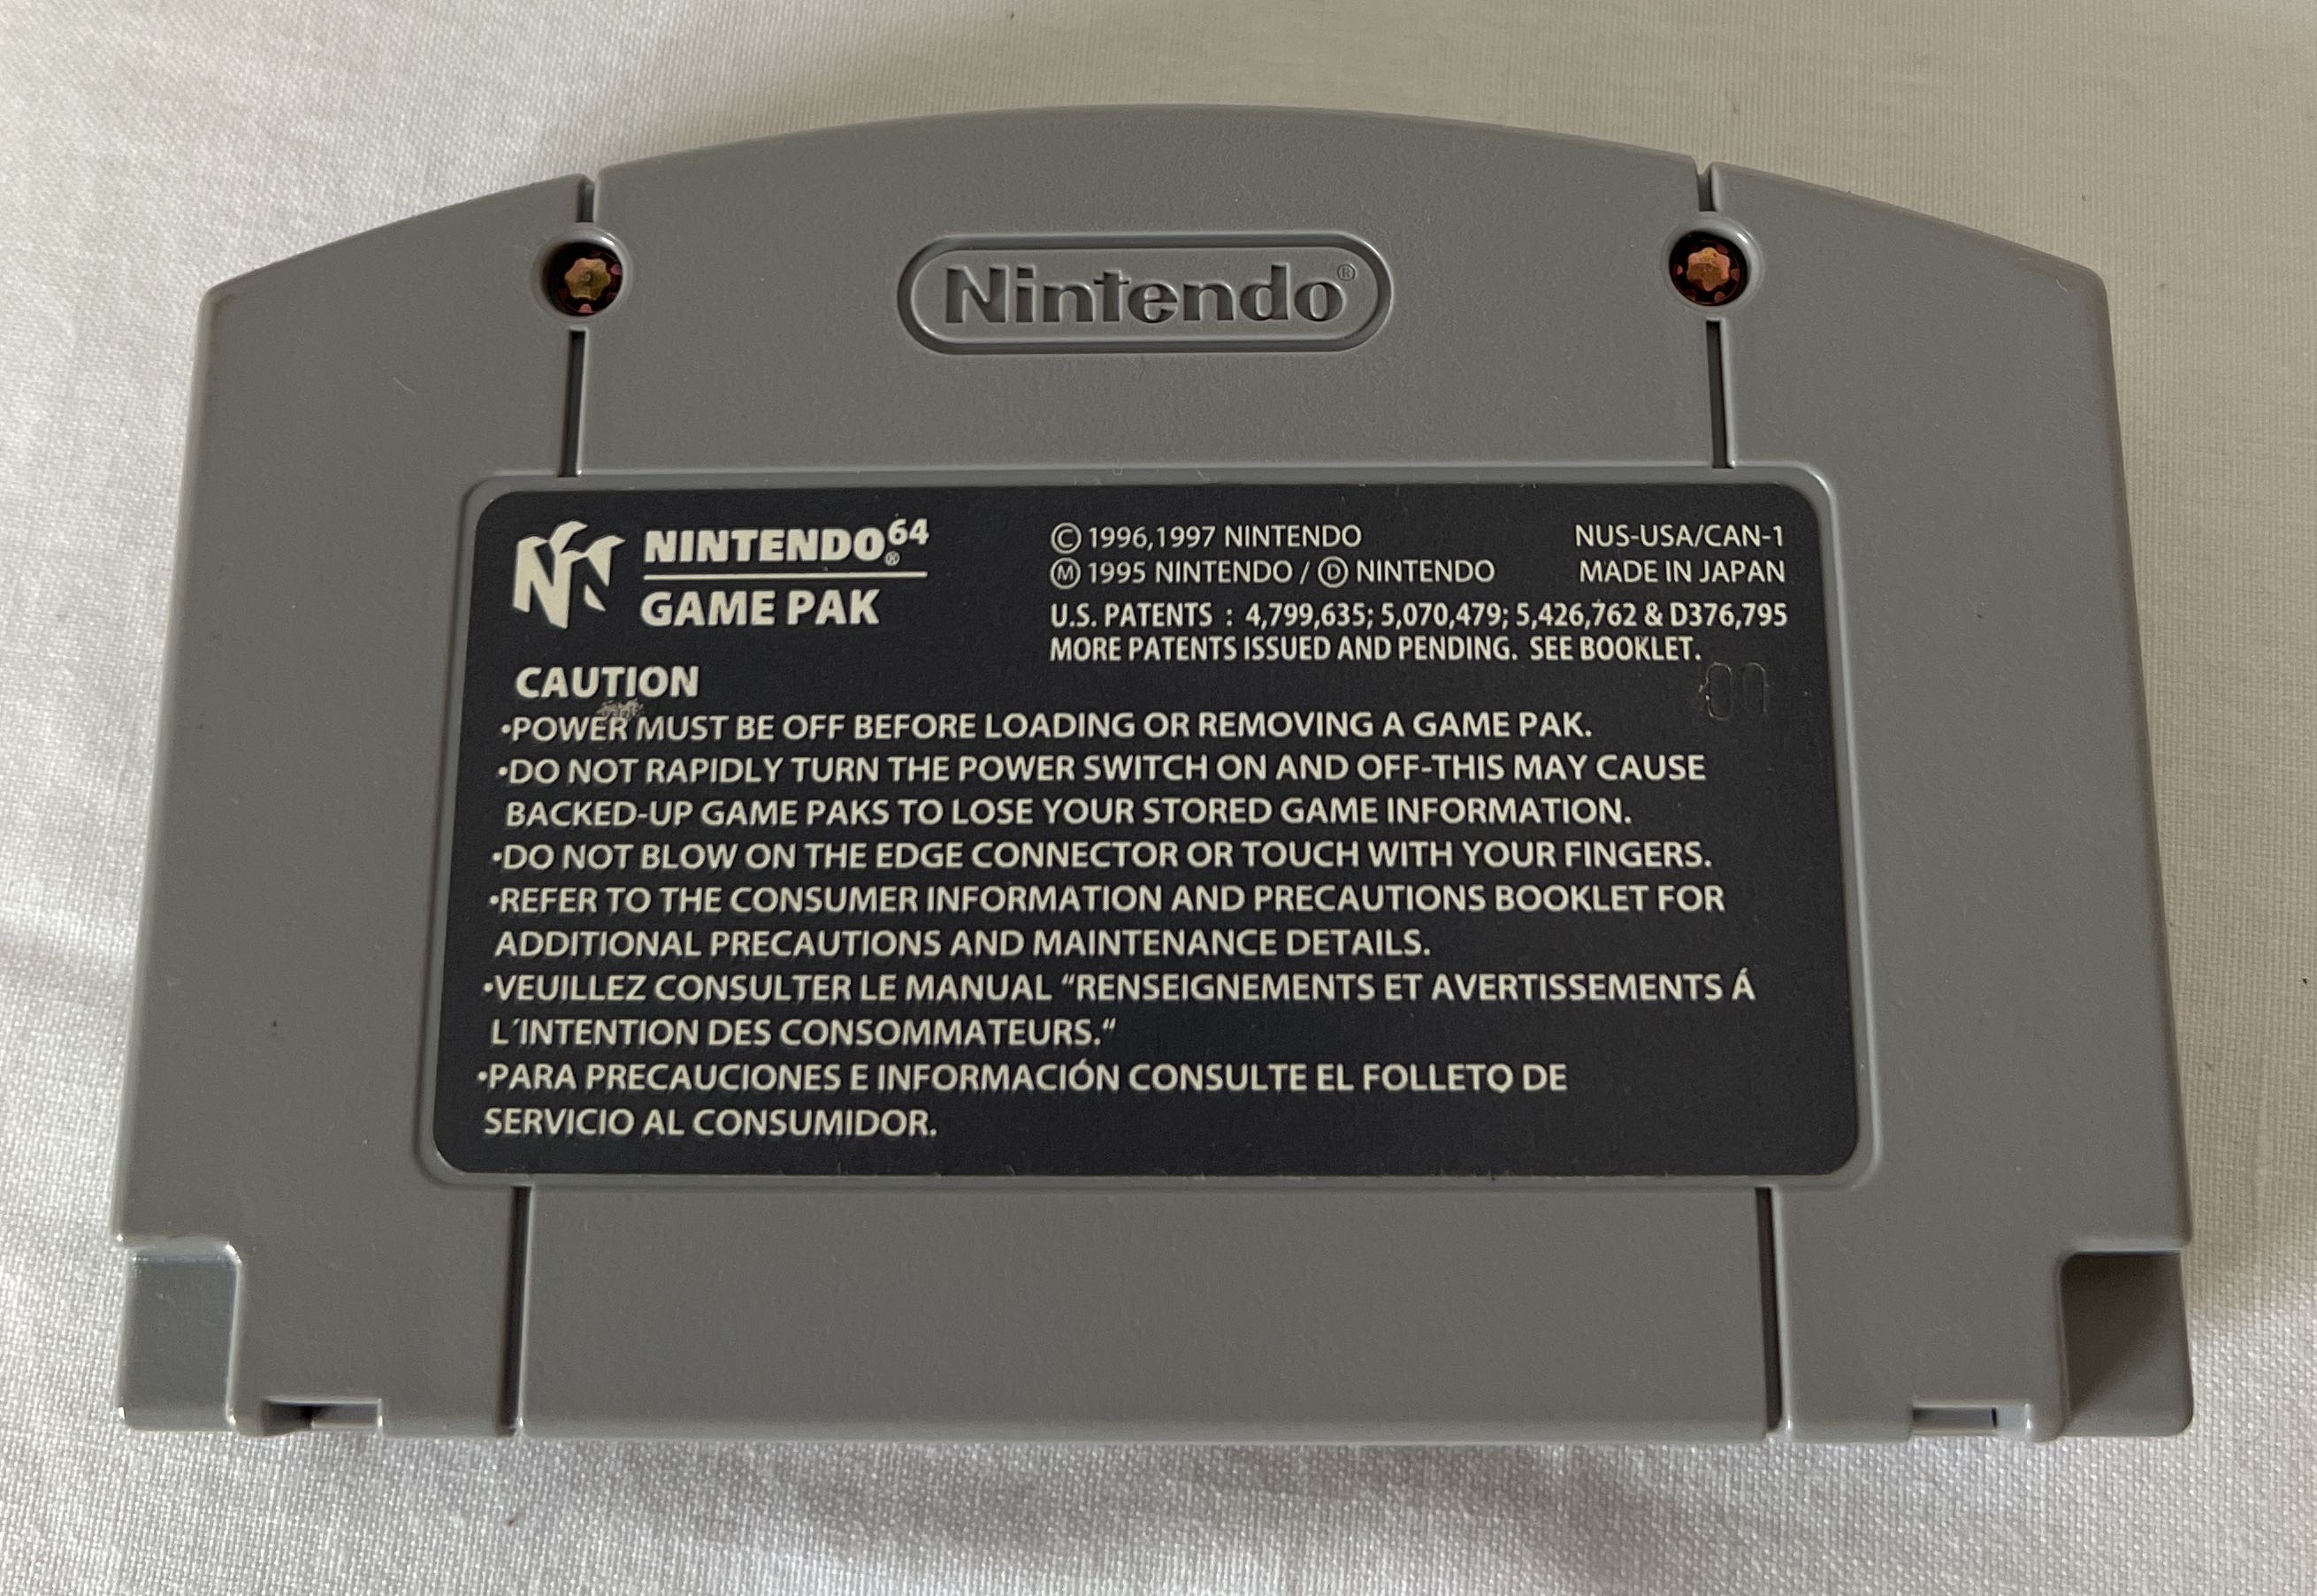 Nintendo®
NINTENDO64®
GAME PAK
© 1996,1997 NINTENDO
Ⓜ 1995 NINTENDO / Ⓓ NINTENDO
NUS-USA/CAN-1
MADE IN JAPAN
U.S. PATENTS : 4,799,635; 5,070,479; 5,426,762 & D376,795
MORE PATENTS ISSUED AND PENDING. SEE BOOKLET.
00
CAUTION
•POWER MUST BE OFF BEFORE LOADING OR REMOVING A GAME PAK.
•DO NOT RAPIDLY TURN THE POWER SWITCH ON AND OFF-THIS MAY CAUSE
BACKED-UP GAME PAKS TO LOSE YOUR STORED GAME INFORMATION.
•DO NOT BLOW ON THE EDGE CONNECTOR OR TOUCH WITH YOUR FINGERS.
•REFER TO THE CONSUMER INFORMATION AND PRECAUTIONS BOOKLET FOR
ADDITIONAL PRECAUTIONS AND MAINTENANCE DETAILS.
•VEUILLEZ CONSULTER LE MANUAL “RENSEIGNEMENTS ET AVERTISSEMENTS Á
L´INTENTION DES CONSOMMATEURS.“
•PARA PRECAUCIONES E INFORMACIÓN CONSULTE EL FOLLETO DE
SERVICIO AL CONSUMIDOR.